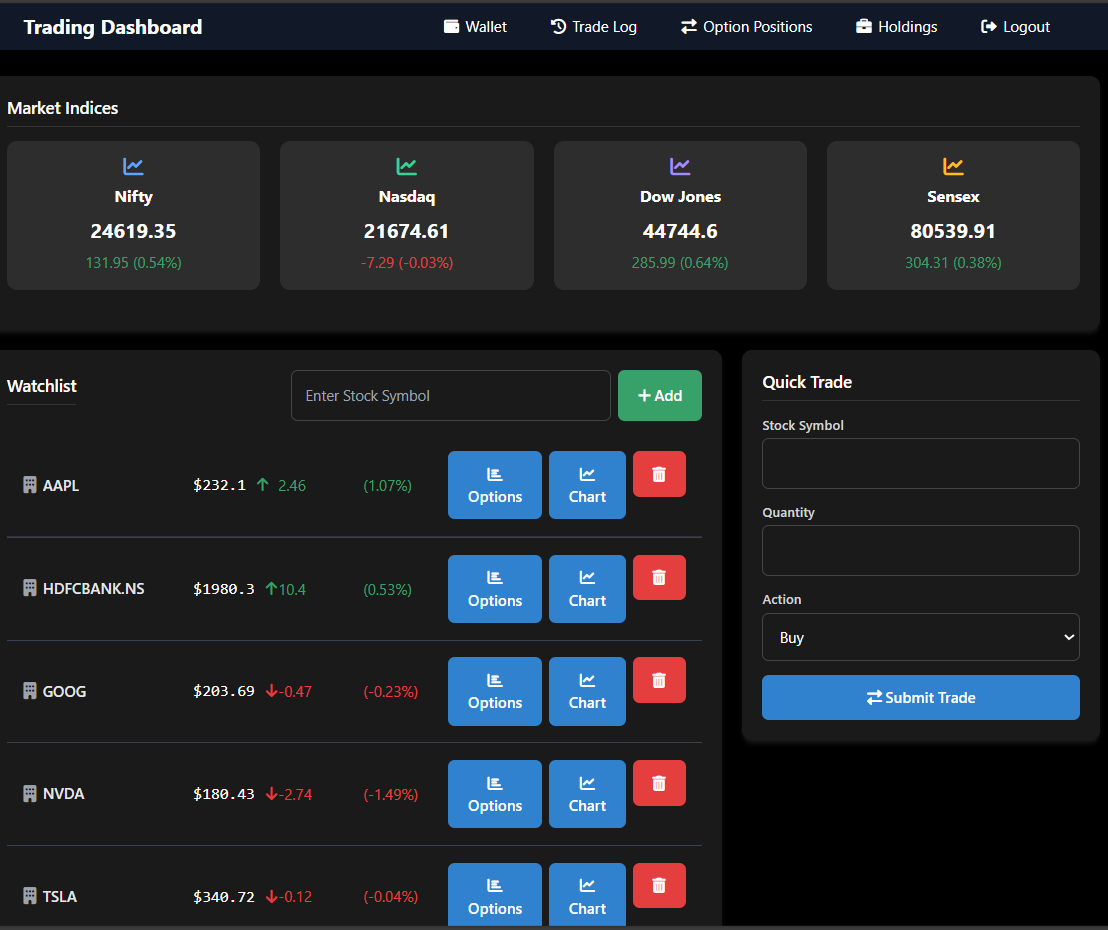 Trading Dashboard Wallet Trade Log Option Positions Holdings Logout
Market Indices
Nifty
24619.35
131.95 (0.54%)
Nasdaq
21674.61
-7.29 (-0.03%)
Dow Jones
44744.6
285.99 (0.64%)
Sensex
80539.91
304.31 (0.38%)
Watchlist
Enter Stock Symbol
+ Add
AAPL $232.1 ↑ 2.46 (1.07%) Options Chart
HDFCBANK.NS $1980.3 ↑10.4 (0.53%) Options Chart
GOOG $203.69 ↓-0.47 (-0.23%) Options Chart
NVDA $180.43 ↓-2.74 (-1.49%) Options Chart
TSLA $340.72 ↓-0.12 (-0.04%) Options Chart
Quick Trade
Stock Symbol
Quantity
Action
Buy
Submit Trade